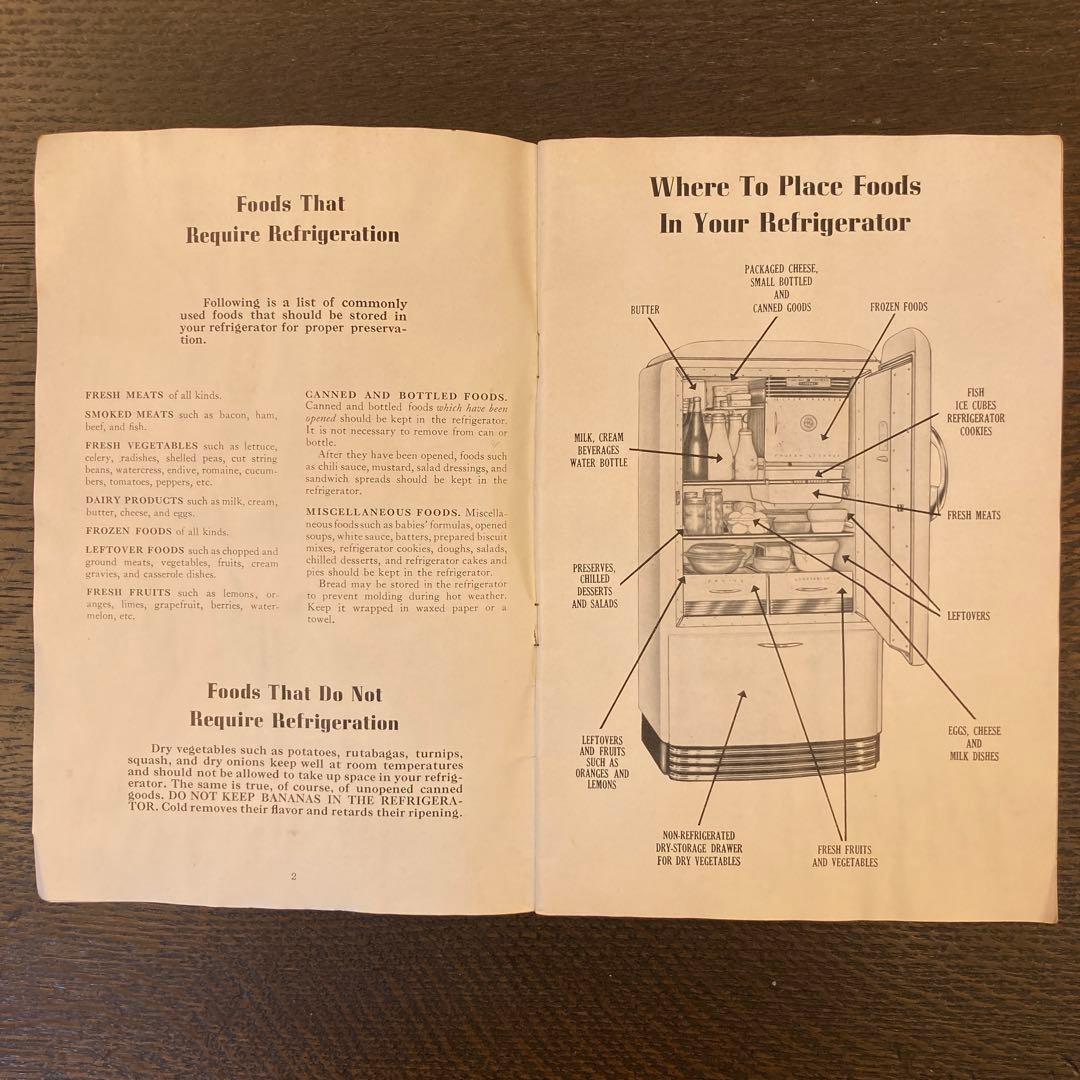 Foods That
Require Refrigeration
Following is a list of commonly
used foods that should be stored in
your refrigerator for proper preserva-
tion.
FRESH MEATS of all kinds.
SMOKED MEATS such as bacon, ham,
beef, and fish.
FRESH VEGETABLES such as lettuce,
celery, radishes, shelled peas, cut string
beans, watercress, endive, romaine, cucum-
bers, tomatoes, peppers, etc.
DAIRY PRODUCTS such as milk, cream,
butter, cheese, and eggs.
FROZEN FOODS of all kinds.
LEFTOVER FOODS such as chopped and
ground meats, vegetables, fruits, cream
gravies, and casserole dishes.
FRESH FRUITS such as lemons, or-
anges, limes, grapefruit, berries, water-
melon, etc.
CANNED AND BOTTLED FOODS.
Canned and bottled foods which have been
opened should be kept in the refrigerator.
It is not necessary to remove from can or
bottle.
After they have been opened, foods such
as chili sauce, mustard, salad dressings, and
sandwich spreads should be kept in the
refrigerator.
MISCELLANEOUS FOODS. Miscella-
neous foods such as babies' formulas, opened
soups, white sauce, batters, prepared biscuit
mixes, refrigerator cookies, doughs, salads,
chilled desserts, and refrigerator cakes and
pies should be kept in the refrigerator.
Bread may be stored in the refrigerator
to prevent molding during hot weather.
Keep it wrapped in waxed paper or a
towel.
Foods That Do Not
Require Refrigeration
Dry vegetables such as potatoes, rutabagas, turnips,
squash, and dry onions keep well at room temperatures
and should not be allowed to take up space in your refrig-
erator. The same is true, of course, of unopened canned
goods. DO NOT KEEP BANANAS IN THE REFRIGERA-
TOR. Cold removes their flavor and retards their ripening.
2
Where To Place Foods
In Your Refrigerator
PACKAGED CHEESE,
SMALL BOTTLED
AND
CANNED GOODS
BUTTER
FROZEN FOODS
FISH
ICE CUBES
REFRIGERATOR
COOKIES
MILK, CREAM
BEVERAGES
WATER BOTTLE
FROZEN STORAGE
FRESH MEATS
PRESERVES,
CHILLED
DESSERTS
AND SALADS
LEFTOVERS
LEFTOVERS
AND FRUITS
SUCH AS
ORANGES AND
LEMONS
EGGS, CHEESE
AND
MILK DISHES
NON-REFRIGERATED
DRY-STORAGE DRAWER
FOR DRY VEGETABLES
FRESH FRUITS
AND VEGETABLES